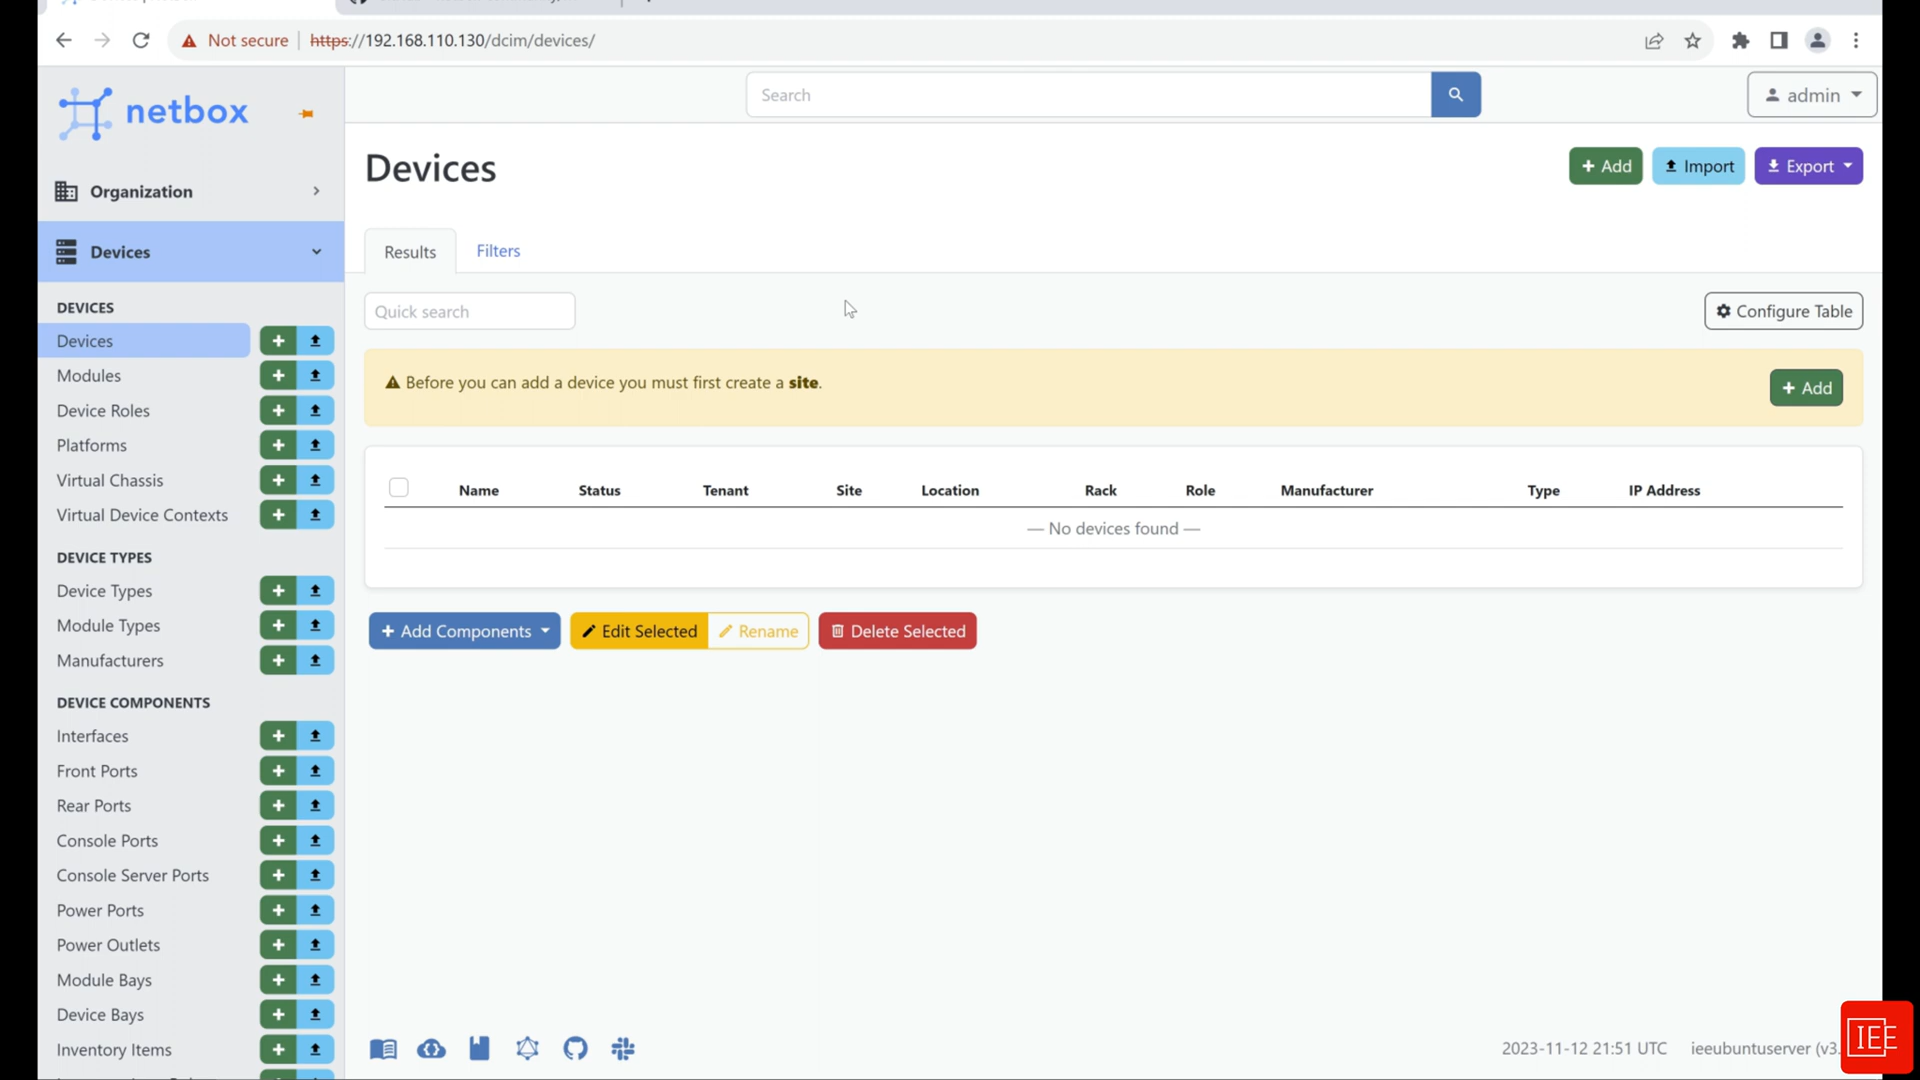 Not secure | https://192.168.110.130/dcim/devices/
netbox
Search
admin
Organization
Devices
Devices
+ Add
Import
Export
Results
Filters
Quick search
Configure Table
Before you can add a device you must first create a site.
+ Add
Name Status Tenant Site Location Rack Role Manufacturer Type IP Address
— No devices found —
+ Add Components
Edit Selected
Rename
Delete Selected
DEVICES
Devices
Modules
Device Roles
Platforms
Virtual Chassis
Virtual Device Contexts
DEVICE TYPES
Device Types
Module Types
Manufacturers
DEVICE COMPONENTS
Interfaces
Front Ports
Rear Ports
Console Ports
Console Server Ports
Power Ports
Power Outlets
Module Bays
Device Bays
Inventory Items
2023-11-12 21:51 UTC
ieeubuntuserver (v3.
IEE